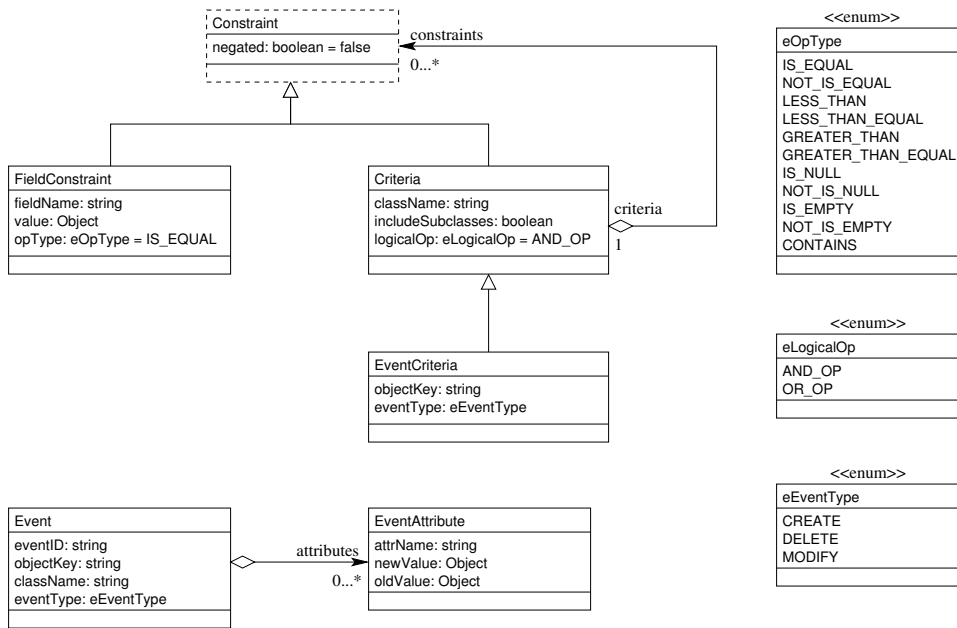 Constraint
negated: boolean = false
constraints
0...*
FieldConstraint
fieldName: string
value: Object
opType: eOpType = IS_EQUAL
Criteria
className: string
includeSubclasses: boolean
logicalOp: eLogicalOp = AND_OP
criteria
1
EventCriteria
objectKey: string
eventType: eEventType
Event
eventID: string
objectKey: string
className: string
eventType: eEventType
attributes
0...*
EventAttribute
attrName: string
newValue: Object
oldValue: Object
<<enum>>
eOpType
IS_EQUAL
NOT_IS_EQUAL
LESS_THAN
LESS_THAN_EQUAL
GREATER_THAN
GREATER_THAN_EQUAL
IS_NULL
NOT_IS_NULL
IS_EMPTY
NOT_IS_EMPTY
CONTAINS
<<enum>>
eLogicalOp
AND_OP
OR_OP
<<enum>>
eEventType
CREATE
DELETE
MODIFY